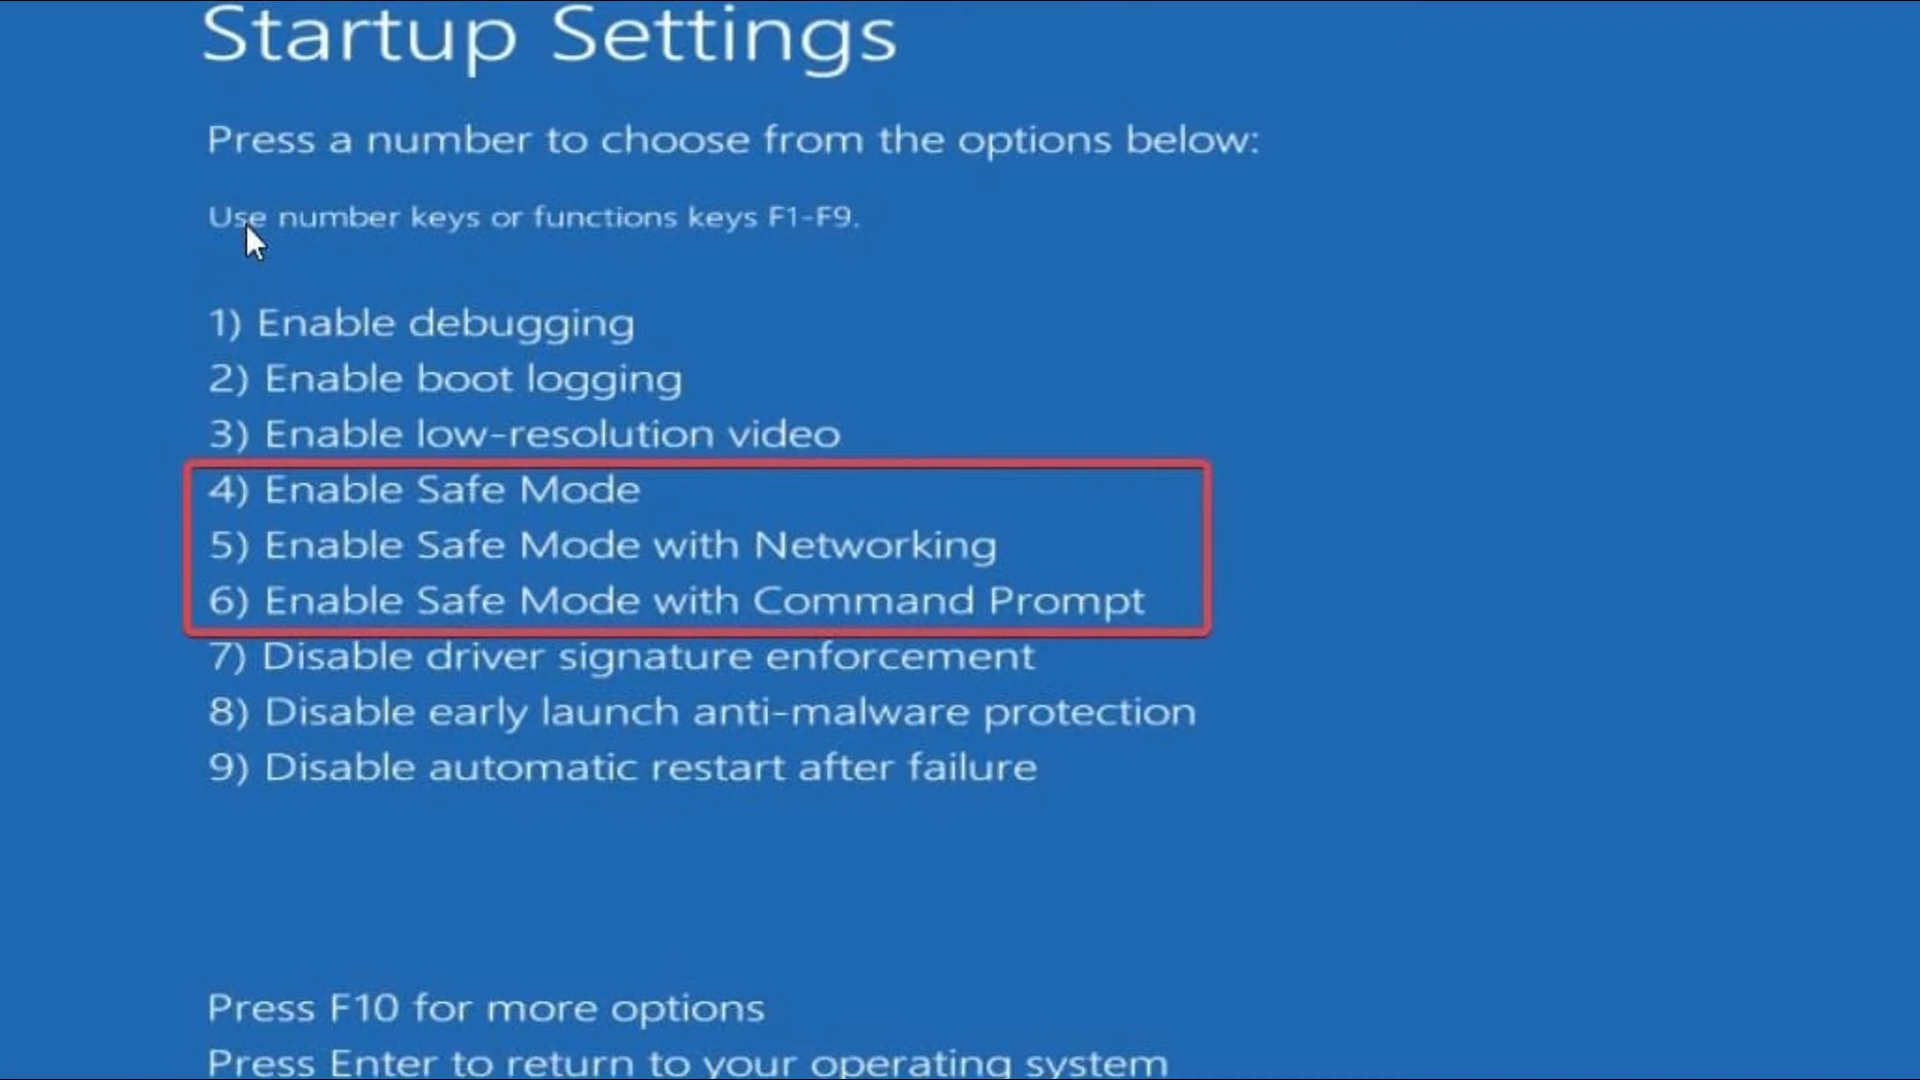 Startup Settings
Press a number to choose from the options below:
Use number keys or functions keys F1-F9.
1) Enable debugging
2) Enable boot logging
3) Enable low-resolution video
4) Enable Safe Mode
5) Enable Safe Mode with Networking
6) Enable Safe Mode with Command Prompt
7) Disable driver signature enforcement
8) Disable early launch anti-malware protection
9) Disable automatic restart after failure
Press F10 for more options
Press Enter to return to your operating system